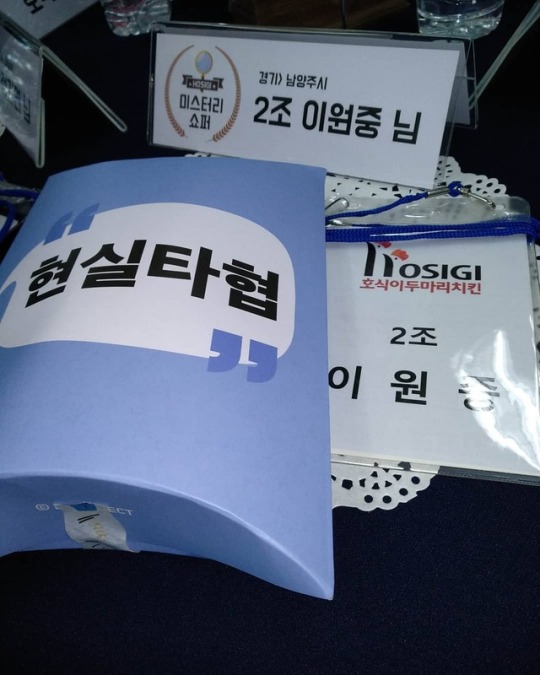 HOSIGI
미스터리
쇼퍼
경기> 남양주시
2조 이원중 님
"현실타협"
HOSIGI
호식이두마리치킨
2조
이 원 중